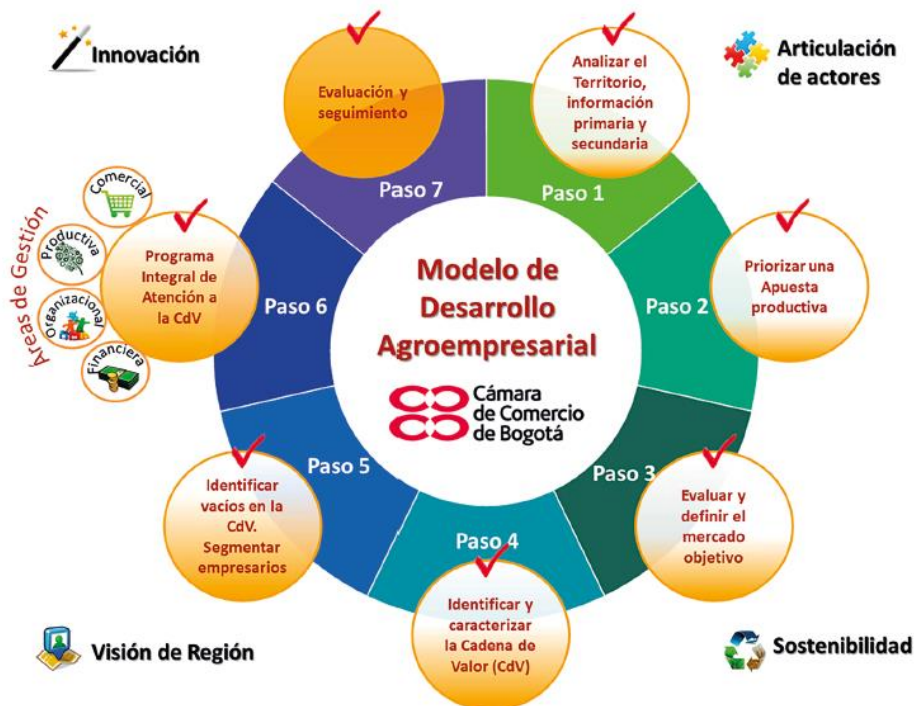 Innovación
Articulación
de actores
Modelo de
Desarrollo
Agroempresarial
Cámara
de Comercio
de Bogotá
Paso 1
Analizar el
Territorio,
información
primaria y
secundaria
Paso 2
Priorizar una
Apuesta
productiva
Paso 3
Evaluar y
definir el
mercado
objetivo
Paso 4
Identificar y
caracterizar
la Cadena de
Valor (CdV)
Paso 5
Identificar
vacíos en la
CdV.
Segmentar
empresarios
Paso 6
Programa
Integral de
Atención a
la CdV
Áreas de Gestión
Comercial
Productiva
Organizacional
Financiera
Paso 7
Evaluación y
seguimiento
Visión de Región
Sostenibilidad